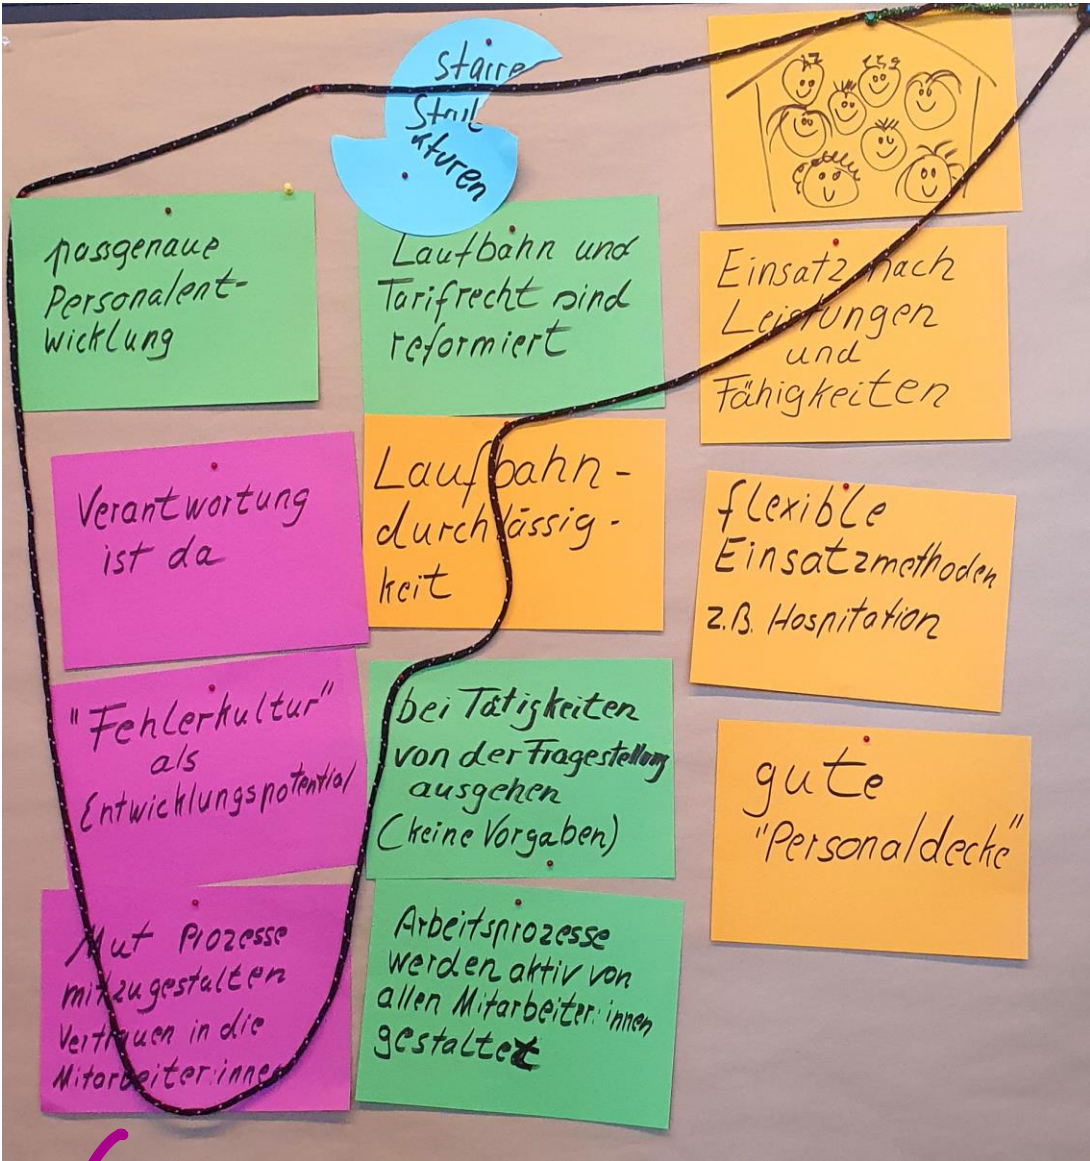 starre
Struk
turen
passgenaue
Personalent-
wicklung
Laufbahn und
Tarifrecht sind
reformiert
Einsatz nach
Leistungen
und
Fähigkeiten
Verantwortung
ist da
Laufbahn-
durchlässig-
keit
flexible
Einsatzmethoden
z.B. Hospitation
"Fehlerkultur"
als
Entwicklungspotential
bei Tätigkeiten
von der Fragestellung
ausgehen
(keine Vorgaben)
gute
"Personaldecke"
Mut Prozesse
mitzugestalten
Vertrauen in die
Mitarbeiter:innen
Arbeitsprozesse
werden aktiv von
allen Mitarbeiter:innen
gestaltet